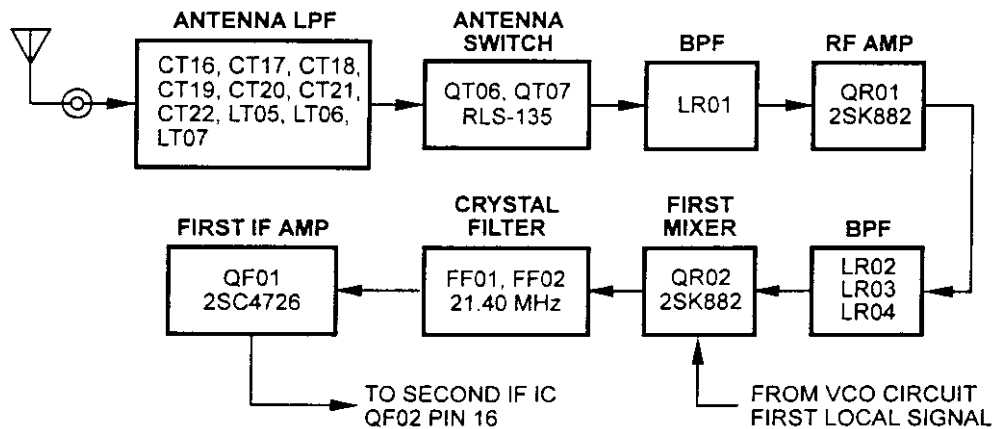 ANTENNA LPF
CT16, CT17, CT18,
CT19, CT20, CT21,
CT22, LT05, LT06,
LT07
ANTENNA
SWITCH
QT06, QT07
RLS-135
BPF
LR01
RF AMP
QR01
2SK882
FIRST IF AMP
QF01
2SC4726
CRYSTAL
FILTER
FF01, FF02
21.40 MHz
FIRST
MIXER
QR02
2SK882
BPF
LR02
LR03
LR04
TO SECOND IF IC
QF02 PIN 16
FROM VCO CIRCUIT
FIRST LOCAL SIGNAL